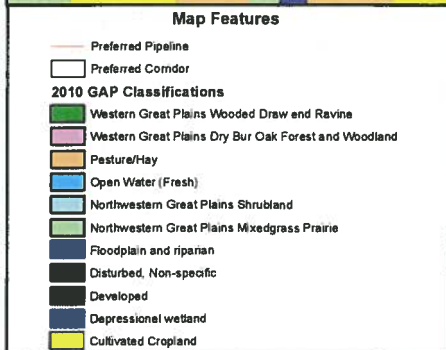 Map Features
Preferred Pipeline
Preferred Corridor
2010 GAP Classifications
Western Great Plains Wooded Draw and Ravine
Western Great Plains Dry Bur Oak Forest and Woodland
Pasture/Hay
Open Water (Fresh)
Northwestern Great Plains Shrubland
Northwestern Great Plains Mixedgrass Prairie
Floodplain and riparian
Disturbed, Non-specific
Developed
Depressional wetland
Cultivated Cropland